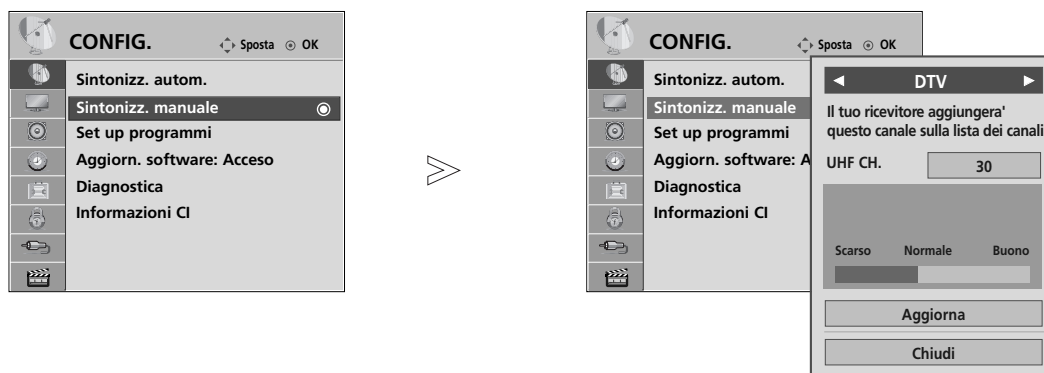 CONFIG. Sposta OK
Sintonizz. autom.
Sintonizz. manuale
Set up programmi
Aggiorn. software: Acceso
Diagnostica
Informazioni CI
CONFIG. Sposta OK
Sintonizz. autom.
Sintonizz. manuale
Set up programmi
Aggiorn. software: A
Diagnostica
Informazioni CI
DTV
Il tuo ricevitore aggiungera'
questo canale sulla lista dei canali
UHF CH. 30
Scarso Normale Buono
Aggiorna
Chiudi